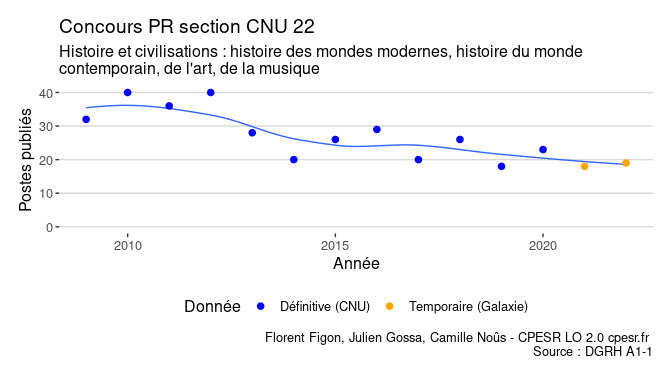 Concours PR section CNU 22
Histoire et civilisations : histoire des mondes modernes, histoire du monde
contemporain, de l'art, de la musique
Postes publiés
40
30
20
10
0
2010
2015
2020
Année
Donnée
Définitive (CNU)
Temporaire (Galaxie)
Florent Figon, Julien Gossa, Camille Noûs - CPESR LO 2.0 cpesr.fr
Source : DGRH A1-1